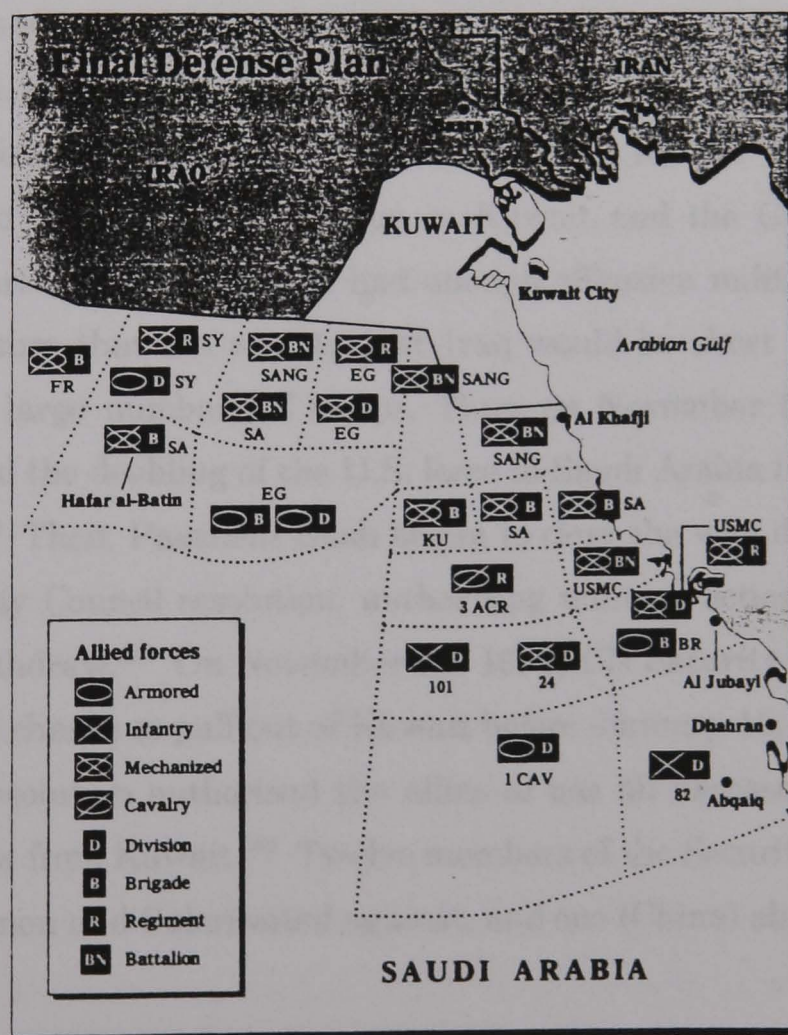 Final Defense Plan
IRAN
Basra
IRAQ
KUWAIT
Kuwait City
Arabian Gulf
R SY
B
FR
D SY
BN
SANG
R
EG
BN SANG
B SA
BN
SA
D
EG
Al Khafji
BN
SANG
Hafar al-Batin
EG
B D
B
KU
B
SA
B SA
USMC
BN
USMC
R
R
3 ACR
D
B BR
Al Jubayl
D
101
D
24
Dhahran
D
1 CAV
D
82
Abqaiq
Allied forces
Armored
Infantry
Mechanized
Cavalry
D Division
B Brigade
R Regiment
BN Battalion
SAUDI ARABIA